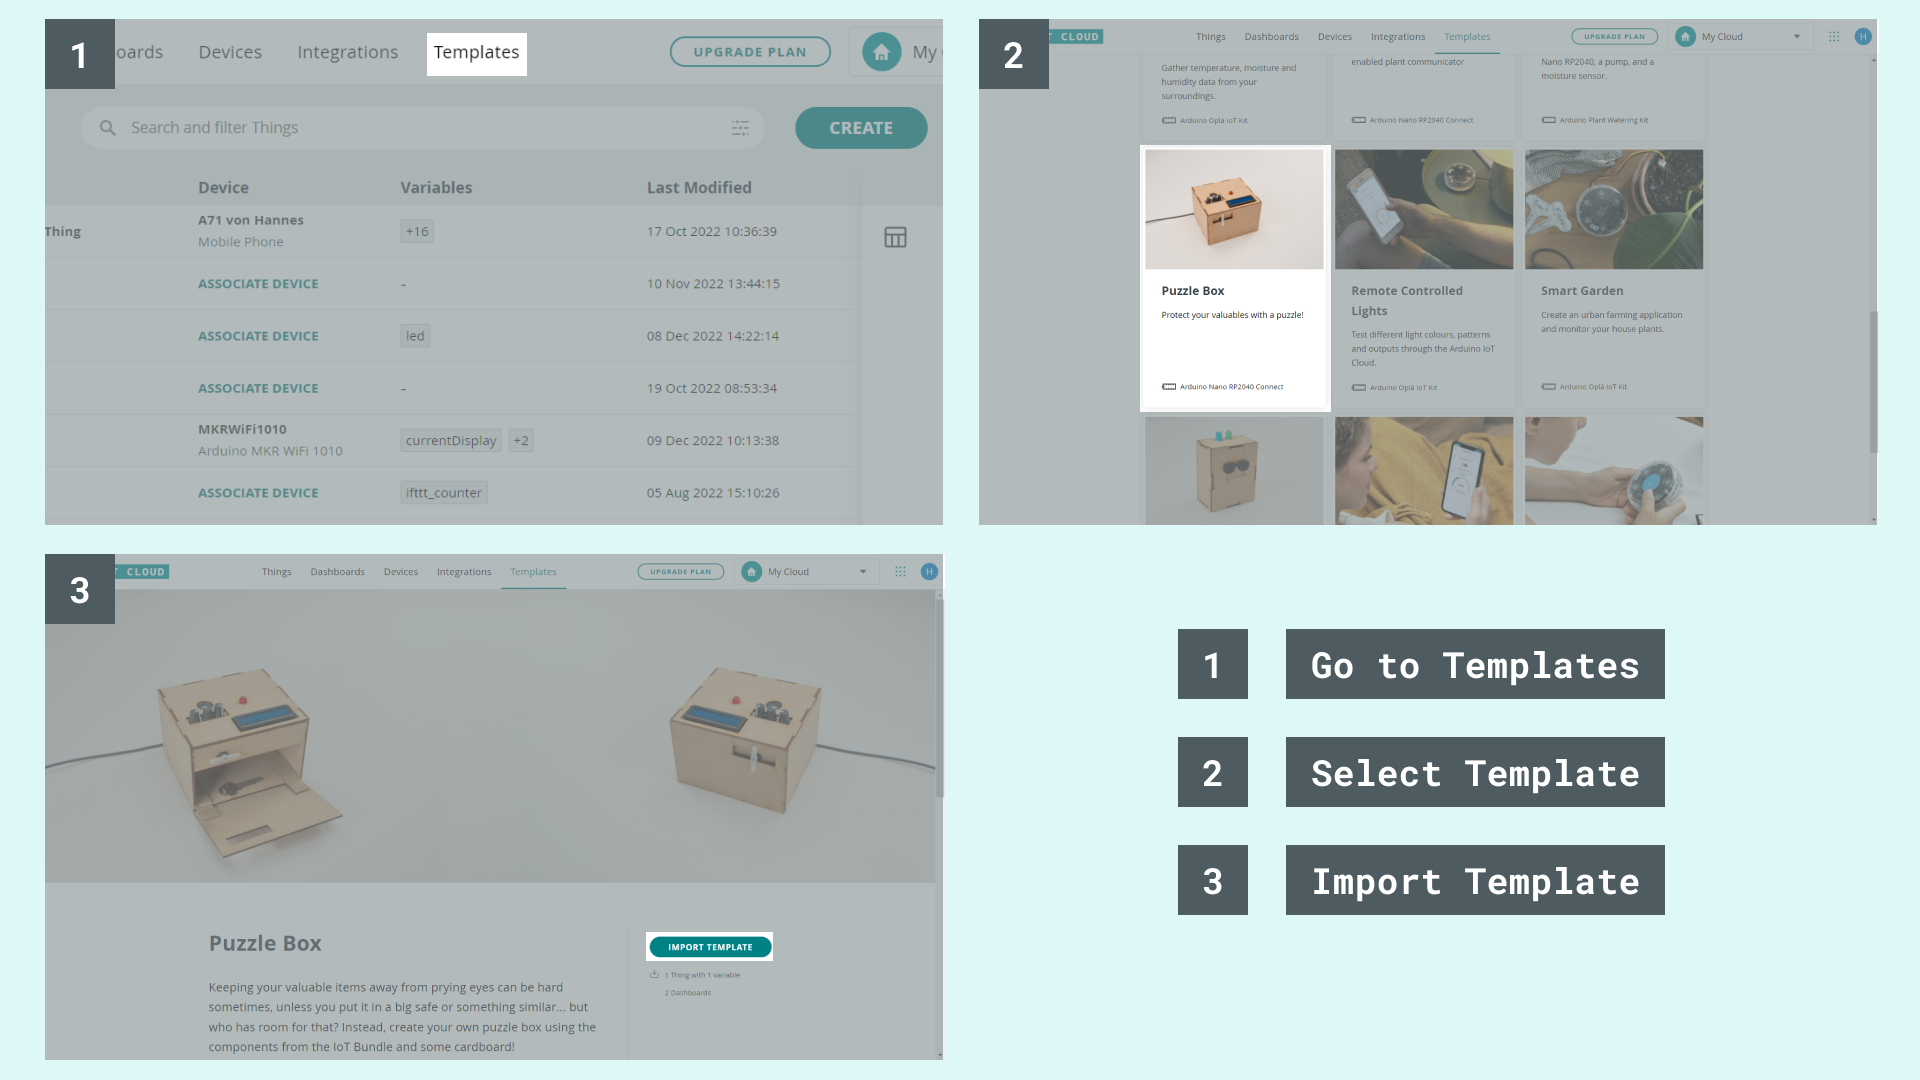 1
oards Devices Integrations Templates UPGRADE PLAN My
Search and filter Things CREATE
Device Variables Last Modified
Thing A71 von Hannes +16 17 Oct 2022 10:36:39
Mobile Phone
ASSOCIATE DEVICE - 10 Nov 2022 13:44:15
ASSOCIATE DEVICE led 08 Dec 2022 14:22:14
ASSOCIATE DEVICE - 19 Oct 2022 08:53:34
MKRWiFi1010 currentDisplay +2 09 Dec 2022 10:13:38
Arduino MKR WiFi 1010
ASSOCIATE DEVICE ifttt_counter 05 Aug 2022 15:10:26
2
T CLOUD Things Dashboards Devices Integrations Templates UPGRADE PLAN My Cloud H
Gather temperature, moisture and
humidity data from your
surroundings.
Arduino Oplà IoT Kit
enabled plant communicator
Arduino Nano RP2040 Connect
Nano RP2040, a pump, and a
moisture sensor.
Arduino Plant Watering Kit
Puzzle Box
Protect your valuables with a puzzle!
Arduino Nano RP2040 Connect
Remote Controlled
Lights
Test different light colours, patterns
and outputs through the Arduino IoT
Cloud.
Arduino Oplà IoT Kit
Smart Garden
Create an urban farming application
and monitor your house plants.
Arduino Oplà IoT Kit
3
T CLOUD Things Dashboards Devices Integrations Templates UPGRADE PLAN My Cloud H
Puzzle Box
Keeping your valuable items away from prying eyes can be hard
sometimes, unless you put it in a big safe or something similar... but
who has room for that? Instead, create your own puzzle box using the
components from the IoT Bundle and some cardboard!
IMPORT TEMPLATE
1 Thing with 1 variable
2 Dashboards
1 Go to Templates
2 Select Template
3 Import Template